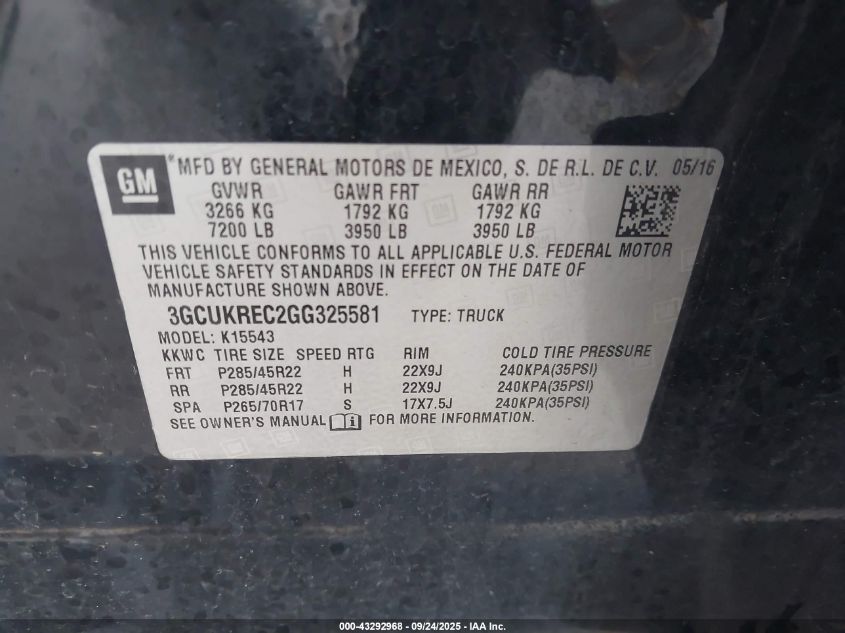 GM *MFD BY GENERAL MOTORS DE MEXICO, S. DE R.L. DE C.V. 05/16
GVWR GAWR FRT GAWR RR
3266 KG 1792 KG 1792 KG
7200 LB 3950 LB 3950 LB
THIS VEHICLE CONFORMS TO ALL APPLICABLE U.S. FEDERAL MOTOR
VEHICLE SAFETY STANDARDS IN EFFECT ON THE DATE OF
MANUFACTURE SHOWN ABOVE.
3GCUKREC2GG325581 TYPE: TRUCK
MODEL: K15543
KKWC TIRE SIZE SPEED RTG RIM COLD TIRE PRESSURE
FRT P285/45R22 H 22X9J 240KPA(35PSI)
RR P285/45R22 H 22X9J 240KPA(35PSI)
SPA P265/70R17 S 17X7.5J 240KPA(35PSI)
SEE OWNER'S MANUAL FOR MORE INFORMATION.
000-43292968 - 09/24/2025 - IAA Inc.